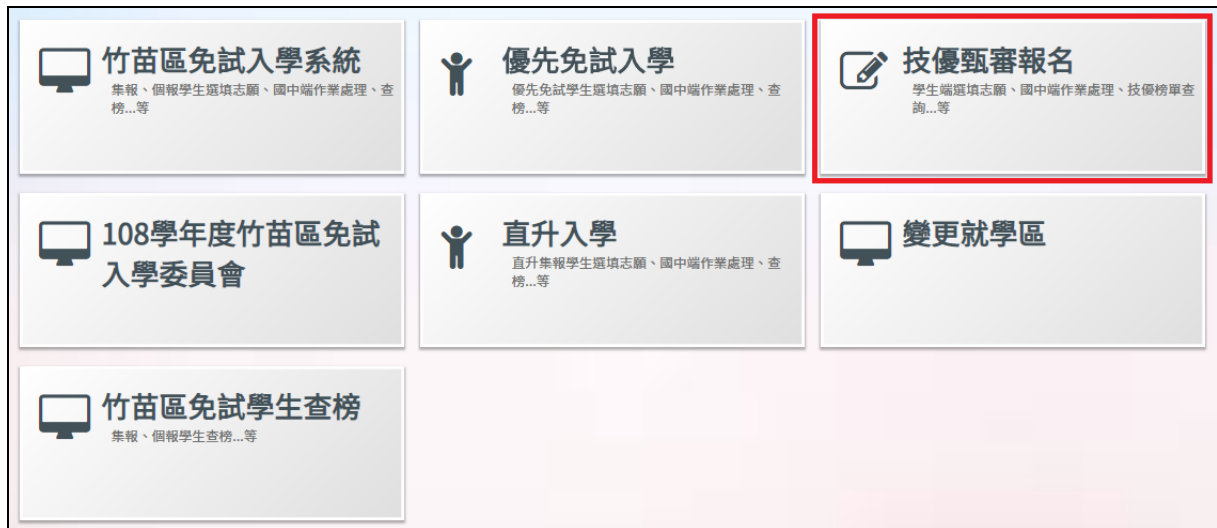 竹苗區免試入學系統
集報、個報學生選填志願、國中端作業處理、查
榜...等
優先免試入學
優先免試學生選填志願、國中端作業處理、查
榜...等
技優甄審報名
學生端選填志願、國中端作業處理、技優榜單查
詢...等
108學年度竹苗區免試
入學委員會
直升入學
直升集報學生選填志願、國中端作業處理、查
榜...等
變更就學區
竹苗區免試學生查榜
集報、個報學生查榜...等